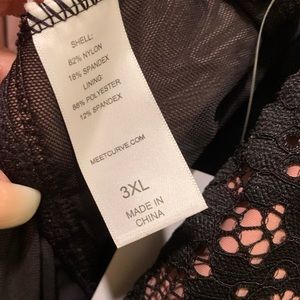 SHELL:
82% NYLON
18% SPANDEX
LINING:
88% POLYESTER
12% SPANDEX
MEETCURVE.COM
3XL
MADE IN
CHINA